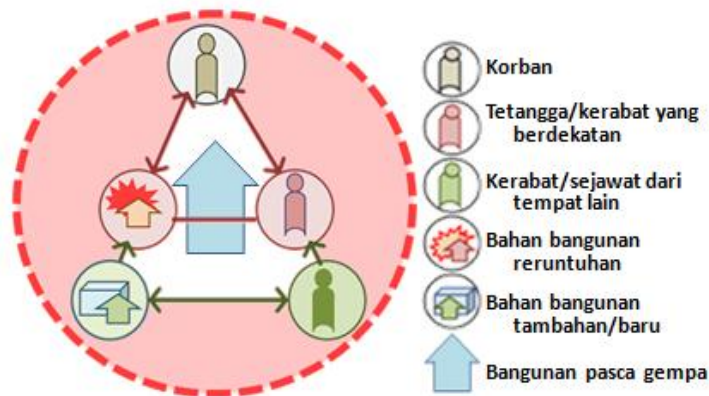 Korban
Tetangga/kerabat yang
berdekatan
Kerabat/sejawat dari
tempat lain
Bahan bangunan
reruntuhan
Bahan bangunan
tambahan/baru
Bangunan pasca gempa